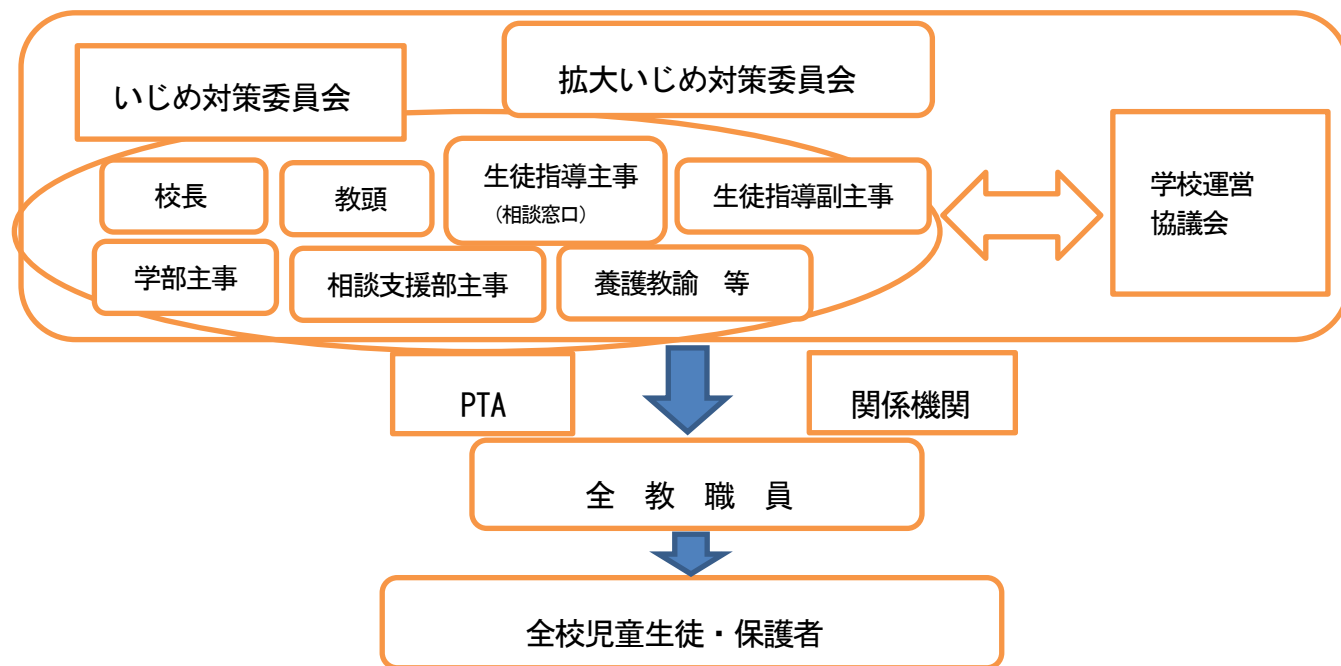 いじめ対策委員会
拡大いじめ対策委員会
校長
教頭
生徒指導主事
（相談窓口）
生徒指導副主事
学部主事
相談支援部主事
養護教諭　等
学校運営
協議会
PTA
関係機関
全　教　職　員
全校児童生徒・保護者